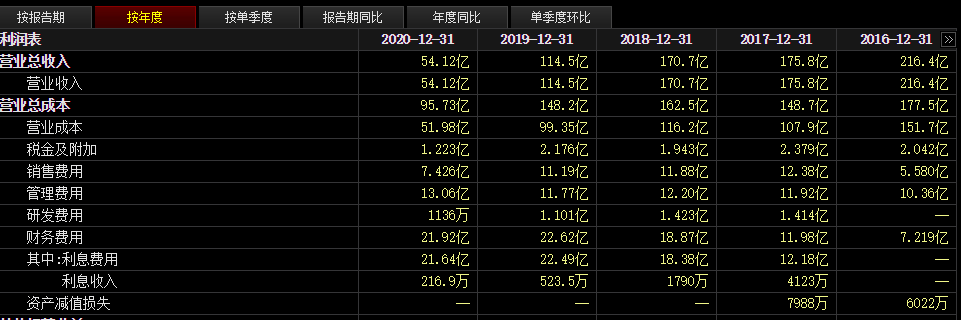 按报告期 按年度 按单季度 报告期同比 年度同比 单季度环比
利润表 2020-12-31 2019-12-31 2018-12-31 2017-12-31 2016-12-31 >>
营业总收入 54.12亿 114.5亿 170.7亿 175.8亿 216.4亿
营业收入 54.12亿 114.5亿 170.7亿 175.8亿 216.4亿
营业总成本 95.73亿 148.2亿 162.5亿 148.7亿 177.5亿
营业成本 51.98亿 99.35亿 116.2亿 107.9亿 151.7亿
税金及附加 1.223亿 2.176亿 1.943亿 2.379亿 2.042亿
销售费用 7.426亿 11.19亿 11.88亿 12.38亿 5.580亿
管理费用 13.06亿 11.77亿 12.20亿 11.92亿 10.36亿
研发费用 1136万 1.101亿 1.423亿 1.414亿 —
财务费用 21.92亿 22.62亿 18.87亿 11.98亿 7.219亿
其中:利息费用 21.64亿 22.49亿 18.38亿 12.18亿 —
利息收入 216.9万 523.5万 1790万 4123万 —
资产减值损失 — — — 7988万 6022万